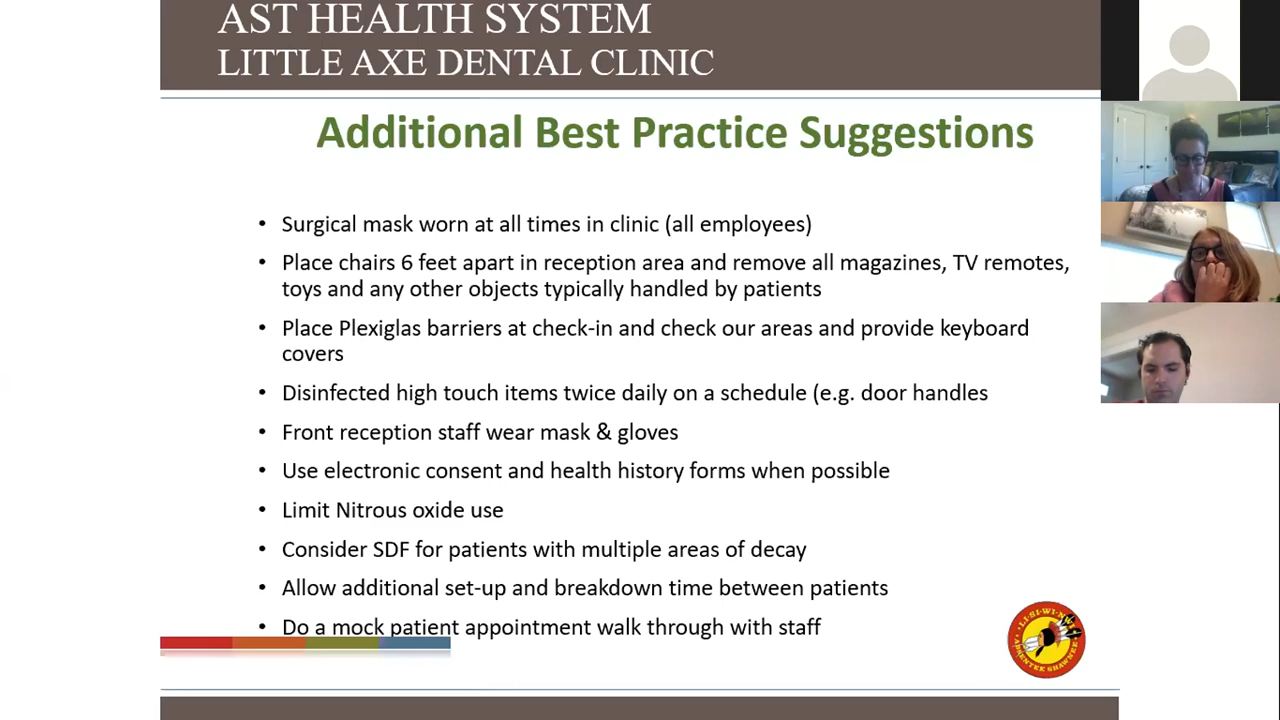 AST HEALTH SYSTEM
LITTLE AXE DENTAL CLINIC
Additional Best Practice Suggestions
• Surgical mask worn at all times in clinic (all employees)
• Place chairs 6 feet apart in reception area and remove all magazines, TV remotes,
toys and any other objects typically handled by patients
• Place Plexiglas barriers at check-in and check our areas and provide keyboard
covers
• Disinfected high touch items twice daily on a schedule (e.g. door handles
• Front reception staff wear mask & gloves
• Use electronic consent and health history forms when possible
• Limit Nitrous oxide use
• Consider SDF for patients with multiple areas of decay
• Allow additional set-up and breakdown time between patients
• Do a mock patient appointment walk through with staff